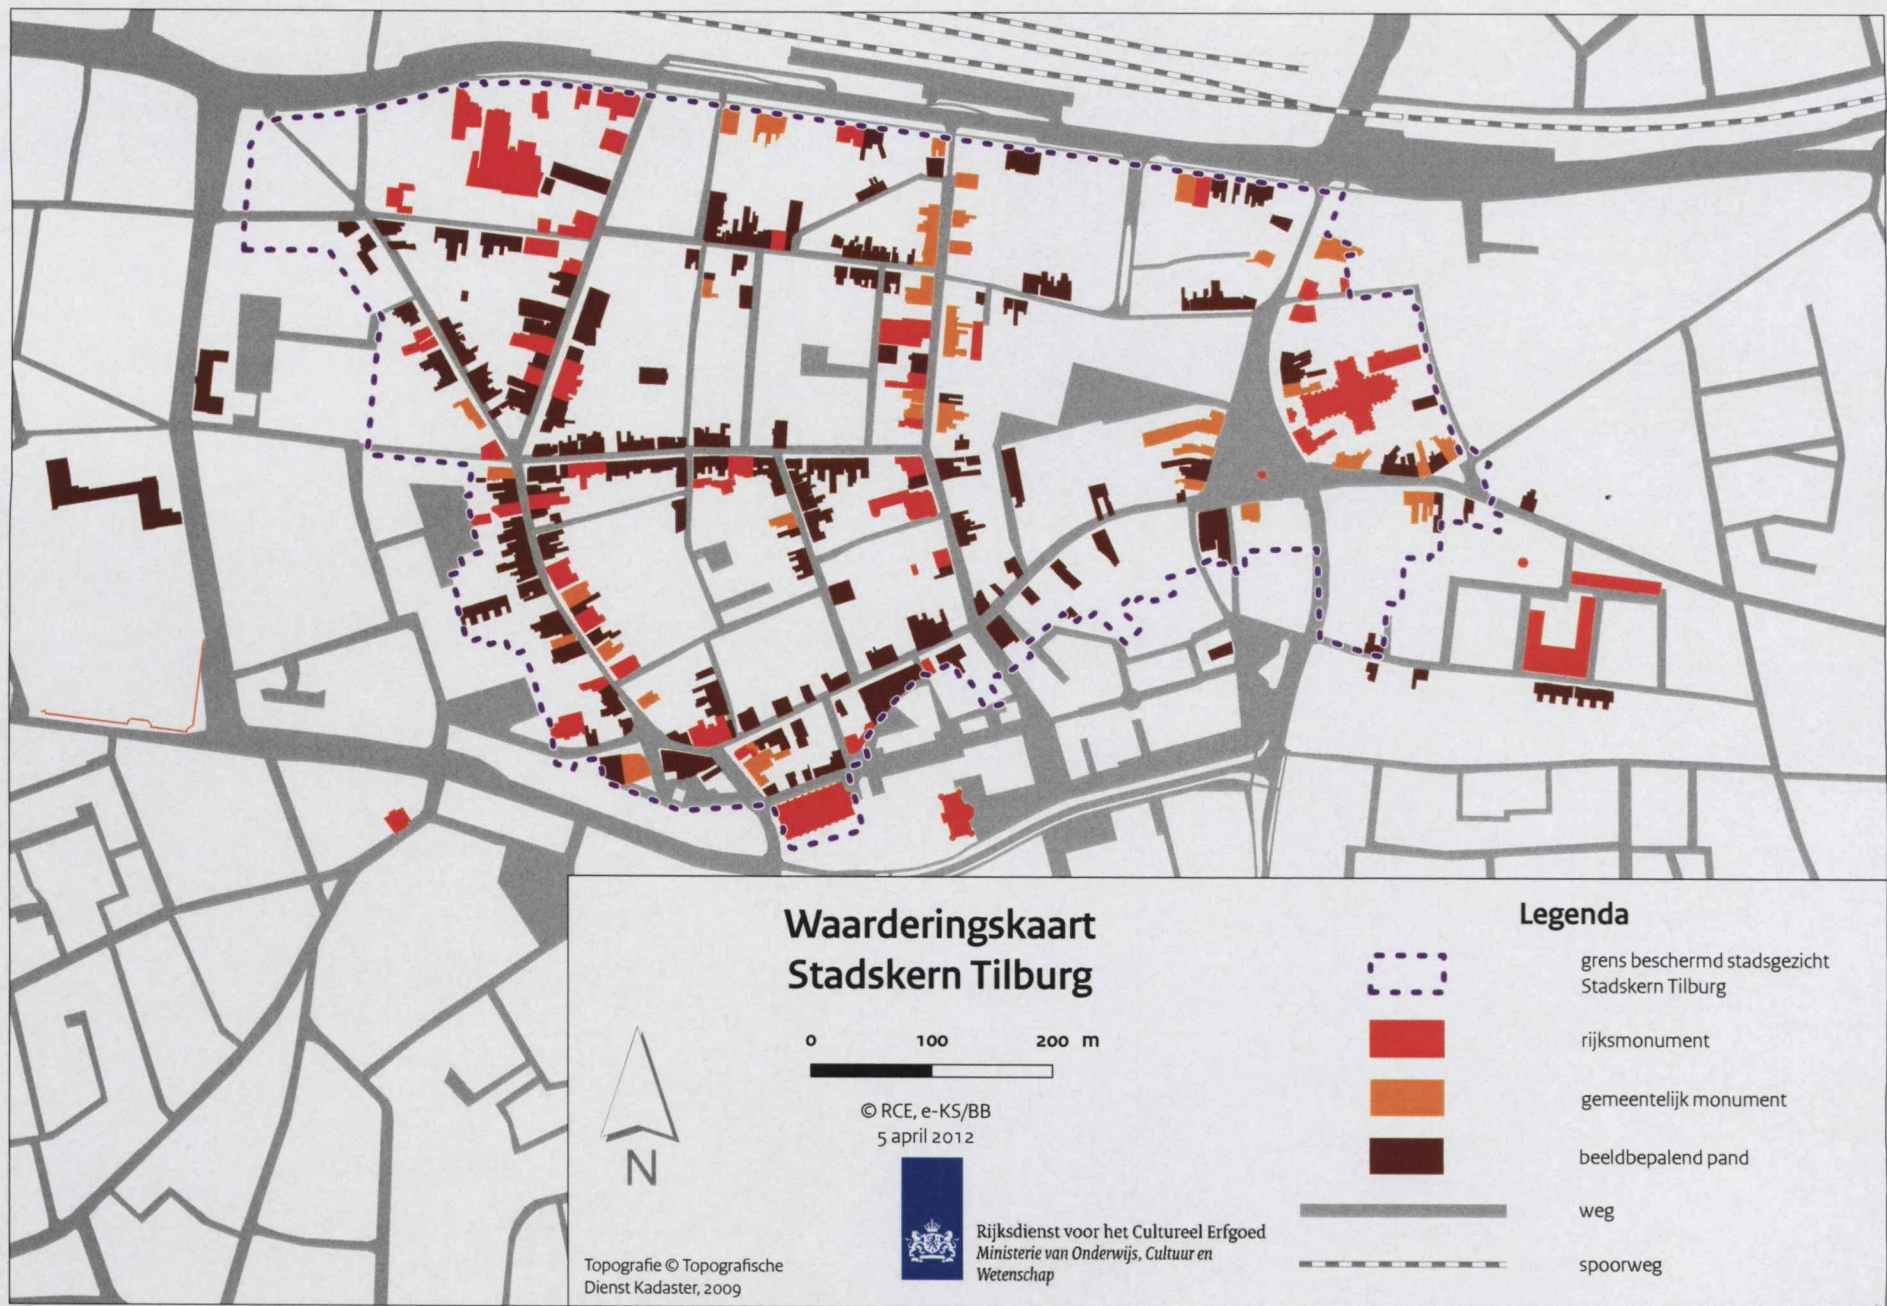 Waarderingskaart
Stadskern Tilburg
0 100 200 m
© RCE, e-KS/BB
5 april 2012
N
Rijksdienst voor het Cultureel Erfgoed
Ministerie van Onderwijs, Cultuur en
Wetenschap
Topografie © Topografische
Dienst Kadaster, 2009
Legenda
grens beschermd stadsgezicht
Stadskern Tilburg
rijksmonument
gemeentelijk monument
beeldbepalend pand
weg
spoorweg